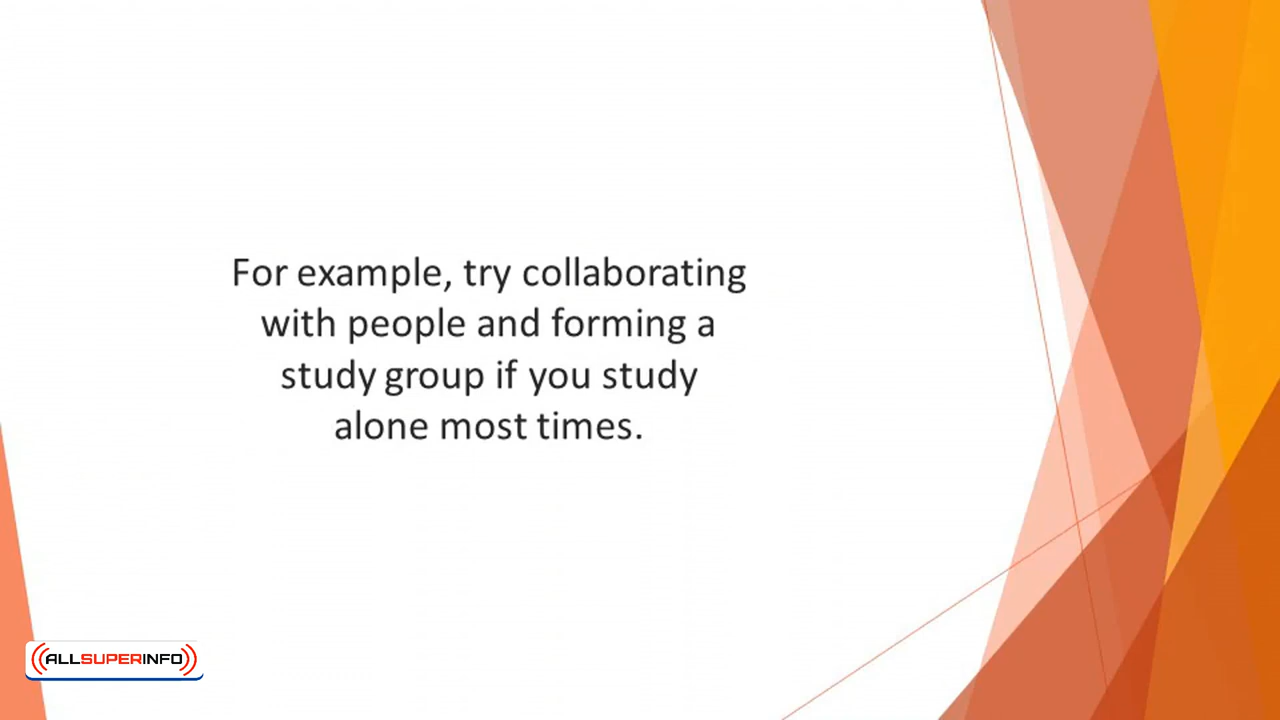 For example, try collaborating
with people and forming a
study group if you study
alone most times.
ALLSUPERINFO